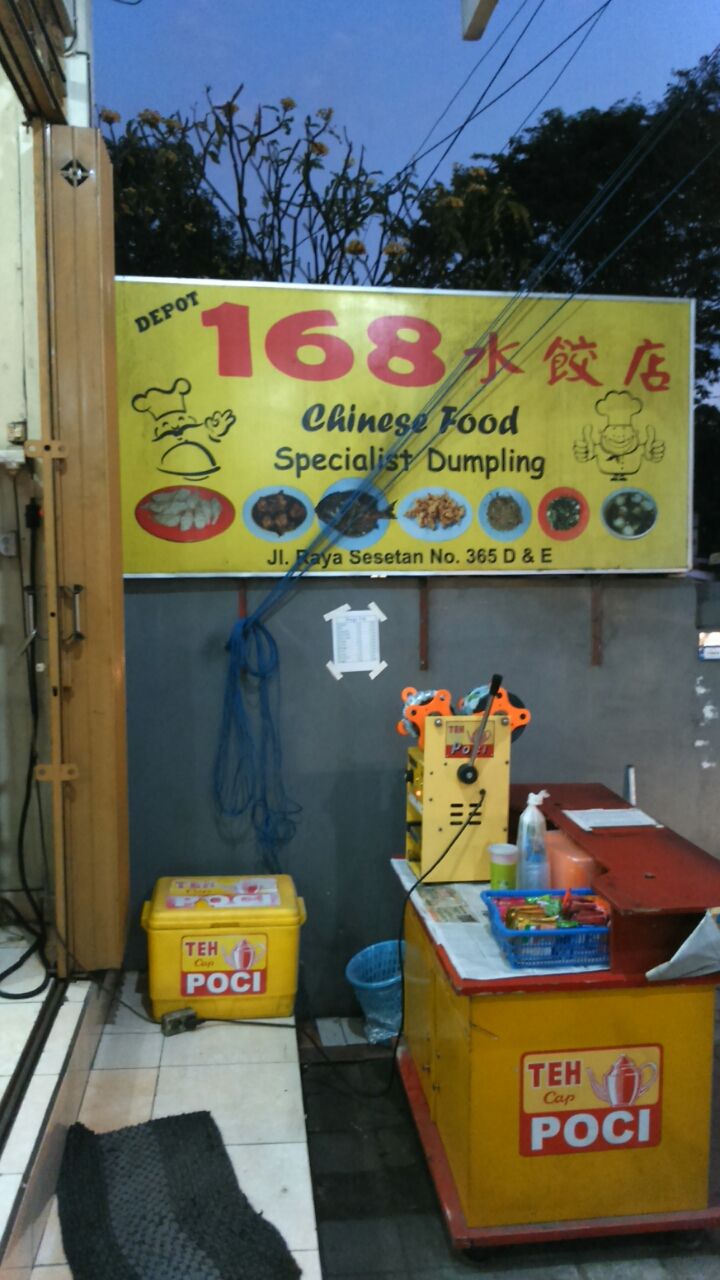 DEPOT
168 水餃店
Chinese Food
Specialist Dumpling
Jl. Raya Sesetan No. 365 D & E
TEH
Poci
TEH
Cap
POCI
TEH
Cap
POCI
TEH
Cap
POCI